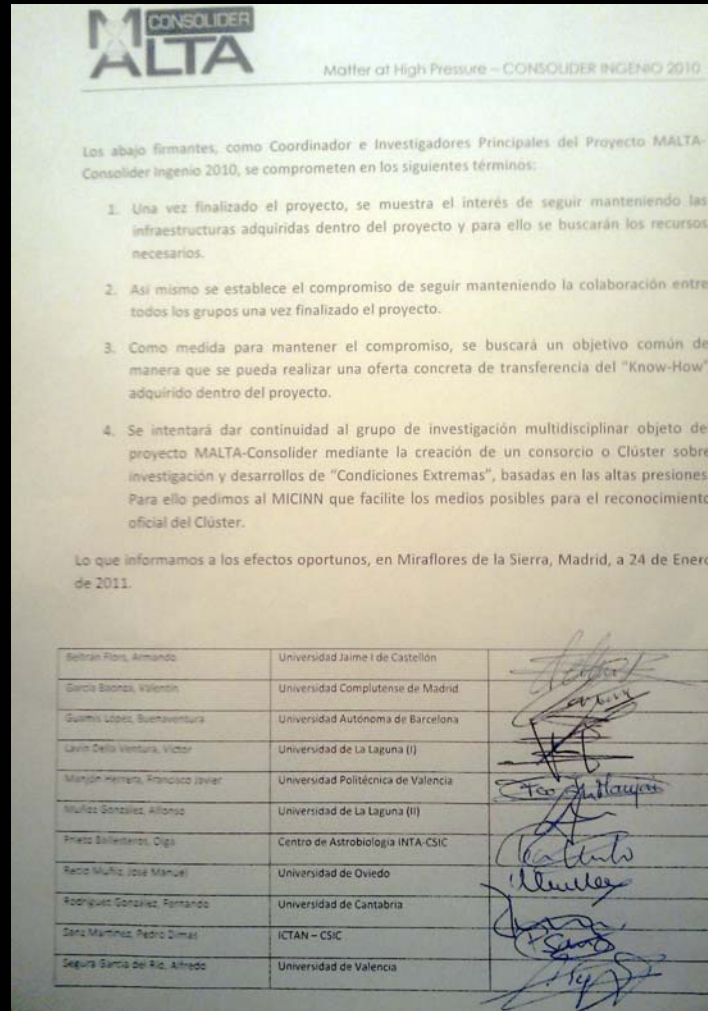 CONSOLIDER
MALTA
Matter at High Pressure – CONSOLIDER INGENIO 2010
Los abajo firmantes, como Coordinador e Investigadores Principales del Proyecto MALTA-
Consolider Ingenio 2010, se comprometen en los siguientes términos:
1. Una vez finalizado el proyecto, se muestra el interés de seguir manteniendo las
infraestructuras adquiridas dentro del proyecto y para ello se buscarán los recursos
necesarios.
2. Asi mismo se establece el compromiso de seguir manteniendo la colaboración entre
todos los grupos una vez finalizado el proyecto.
3. Como medida para mantener el compromiso, se buscará un objetivo común de
manera que se pueda realizar una oferta concreta de transferencia del "Know-How"
adquirido dentro del proyecto.
4. Se intentará dar continuidad al grupo de investigación multidisciplinar objeto de
proyecto MALTA-Consolider mediante la creación de un consorcio o Clúster sobre
investigación y desarrollos de "Condiciones Extremas", basadas en las altas presiones
Para ello pedimos al MICINN que facilite los medios posibles para el reconocimiento
oficial del Clúster.
Lo que informamos a los efectos oportunos, en Miraflores de la Sierra, Madrid, a 24 de Enero
de 2011.
Beltrán Flors, Armando Universidad Jaime I de Castellón
García Baonza, Valentín Universidad Complutense de Madrid
Guamis López, Buenaventura Universidad Autónoma de Barcelona
Lavín Della Ventura, Víctor Universidad de La Laguna (I)
Manjón Herrera, Francisco Javier Universidad Politécnica de Valencia
Muñoz González, Alfonso Universidad de La Laguna (II)
Prieto Ballesteros, Olga Centro de Astrobiología INTA-CSIC
Recio Muñiz, José Manuel Universidad de Oviedo
Rodríguez González, Fernando Universidad de Cantabria
Sanz Martínez, Pedro Dimas ICTAN – CSIC
Segura García del Río, Alfredo Universidad de Valencia